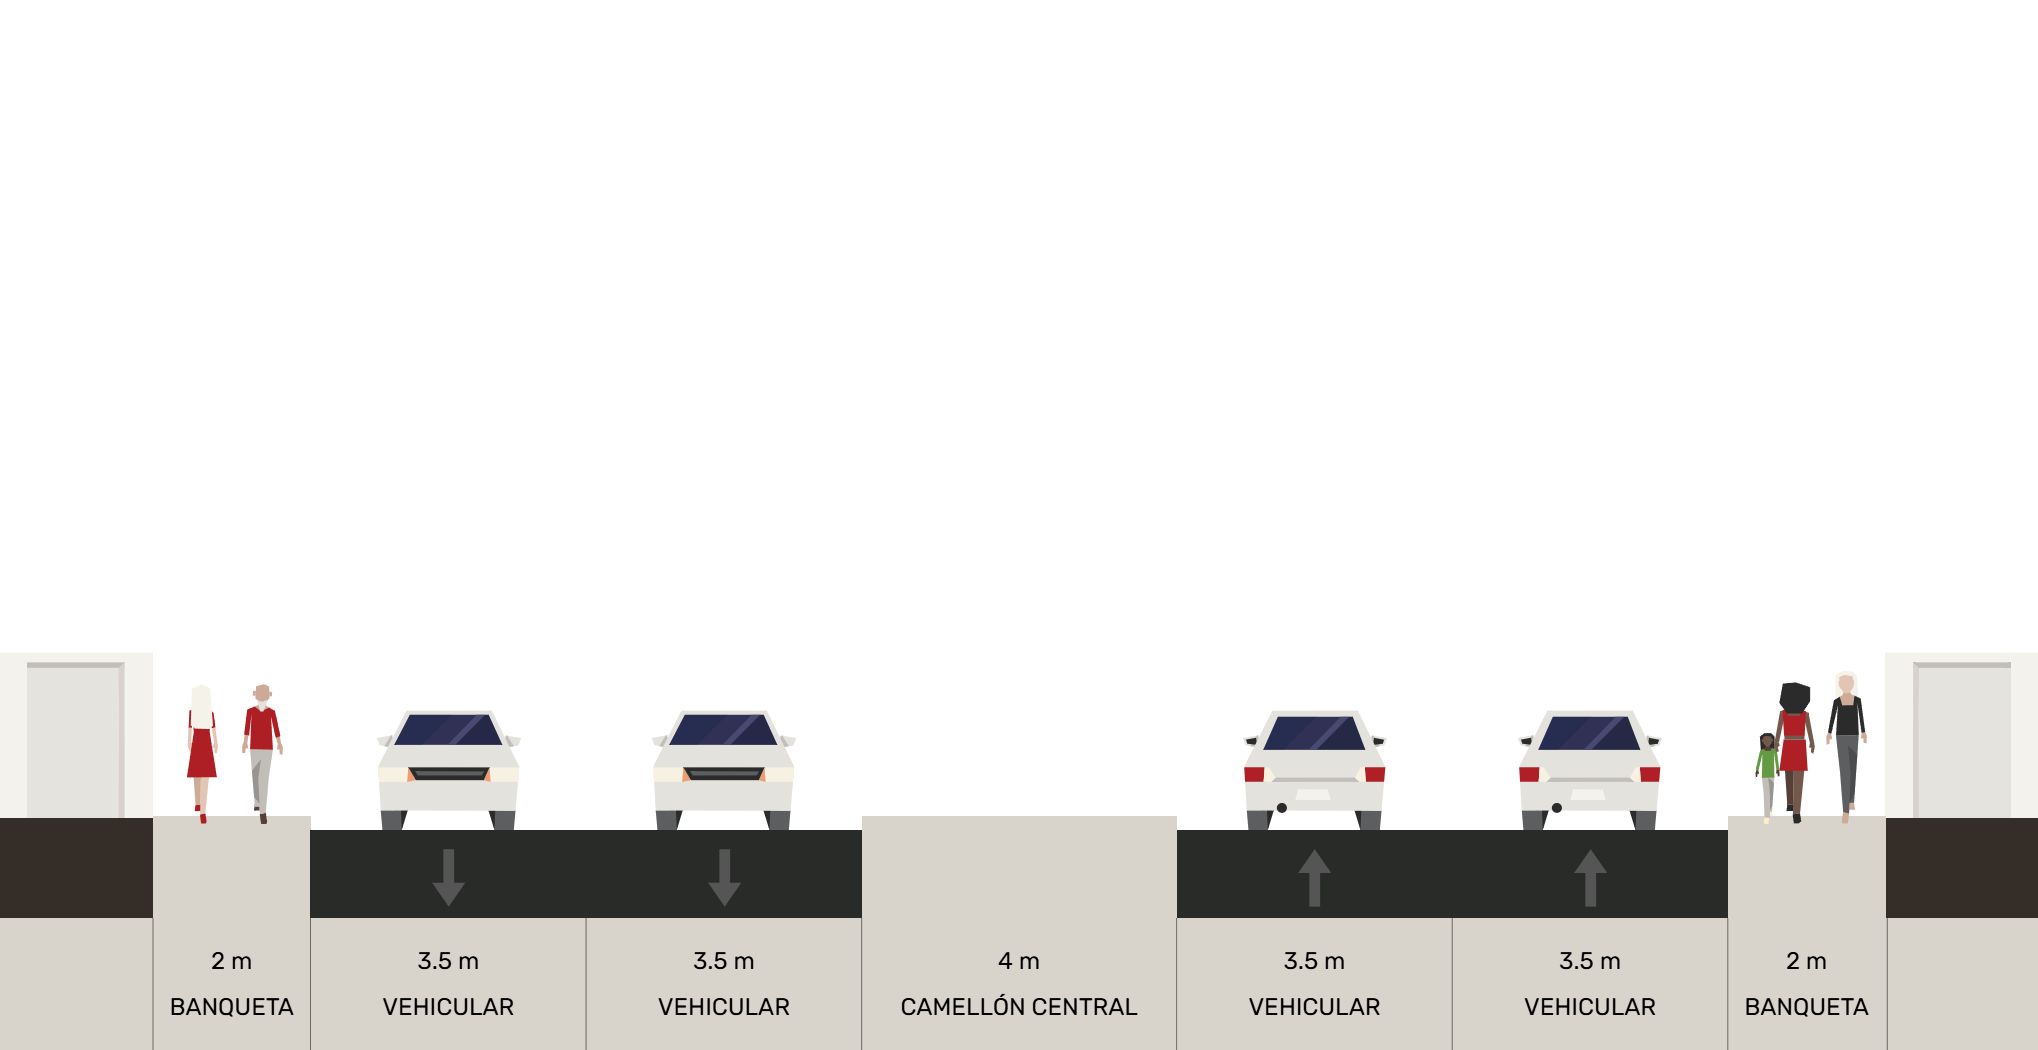 2 m
BANQUETA
3.5 m
VEHICULAR
3.5 m
VEHICULAR
4 m
CAMELLÓN CENTRAL
3.5 m
VEHICULAR
3.5 m
VEHICULAR
2 m
BANQUETA